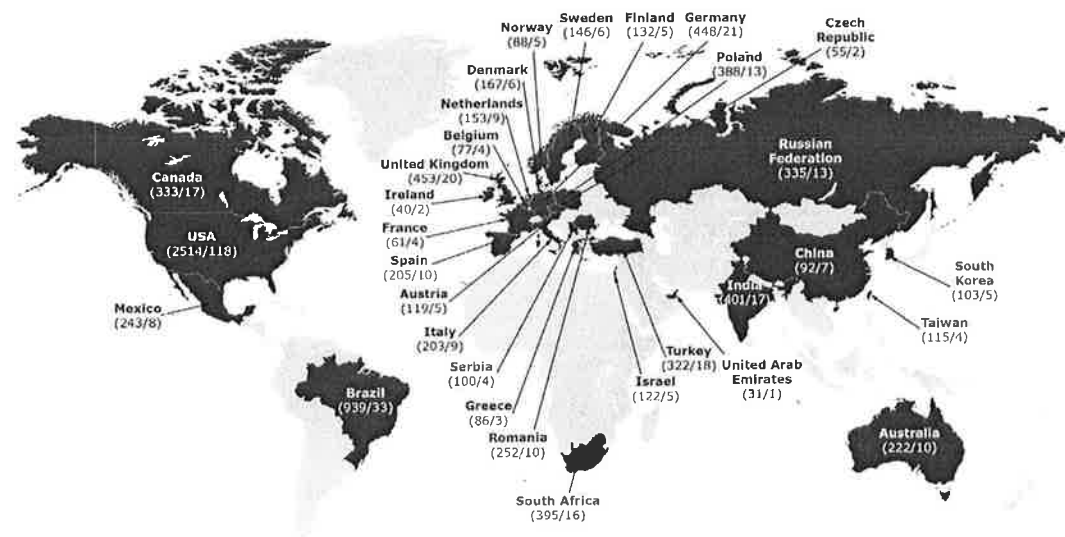 Norway
(88/5)
Sweden
(146/6)
Finland
(132/5)
Germany
(448/21)
Czech
Republic
(55/2)
Poland
(388/13)
Denmark
(167/6)
Netherlands
(153/9)
Belgium
(77/4)
United Kingdom
(453/20)
Ireland
(40/2)
France
(61/4)
Spain
(205/10)
Austria
(119/5)
Italy
(203/9)
Serbia
(100/4)
Greece
(86/3)
Romania
(252/10)
Canada
(333/17)
USA
(2514/118)
Mexico
(243/8)
Brazil
(939/33)
South Africa
(395/16)
Israel
(122/5)
Turkey
(322/18)
United Arab
Emirates
(31/1)
Russian
Federation
(335/13)
China
(92/7)
India
(401/17)
South
Korea
(103/5)
Taiwan
(115/4)
Australia
(222/10)